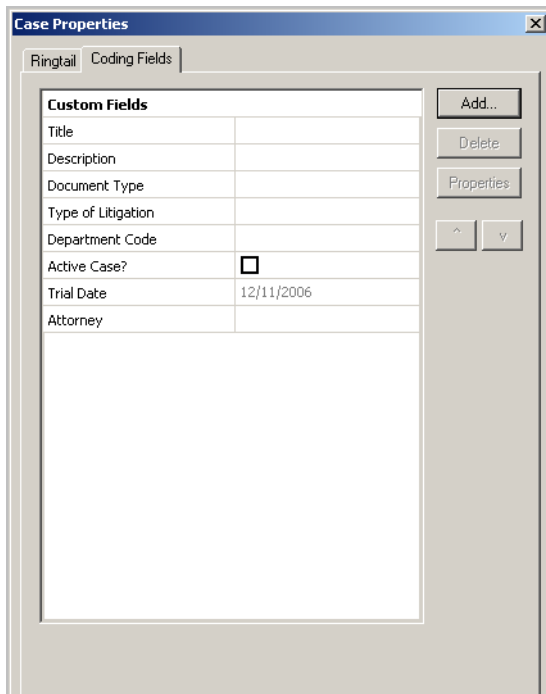 Case Properties
Ringtail Coding Fields
Custom Fields
Add...
Title
Delete
Description
Document Type
Properties
Type of Litigation
Department Code
^ v
Active Case?
Trial Date 12/11/2006
Attorney